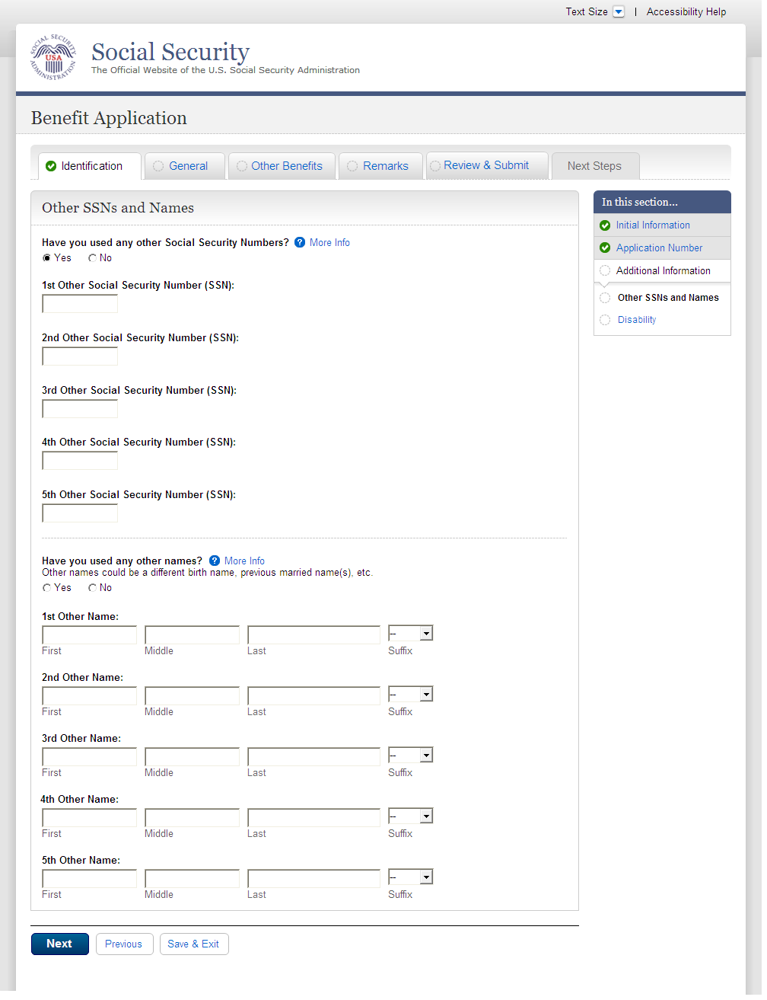 Text Size | Accessibility Help
SOCIAL SECURITY ADMINISTRATION
USA
Social Security
The Official Website of the U.S. Social Security Administration
Benefit Application
Identification General Other Benefits Remarks Review & Submit Next Steps
Other SSNs and Names
Have you used any other Social Security Numbers? ? More Info
Yes No
1st Other Social Security Number (SSN):
2nd Other Social Security Number (SSN):
3rd Other Social Security Number (SSN):
4th Other Social Security Number (SSN):
5th Other Social Security Number (SSN):
Have you used any other names? ? More Info
Other names could be a different birth name, previous married name(s), etc.
Yes No
1st Other Name:
--
First Middle Last Suffix
2nd Other Name:
--
First Middle Last Suffix
3rd Other Name:
--
First Middle Last Suffix
4th Other Name:
--
First Middle Last Suffix
5th Other Name:
--
First Middle Last Suffix
Next Previous Save & Exit
In this section...
Initial Information
Application Number
Additional Information
Other SSNs and Names
Disability